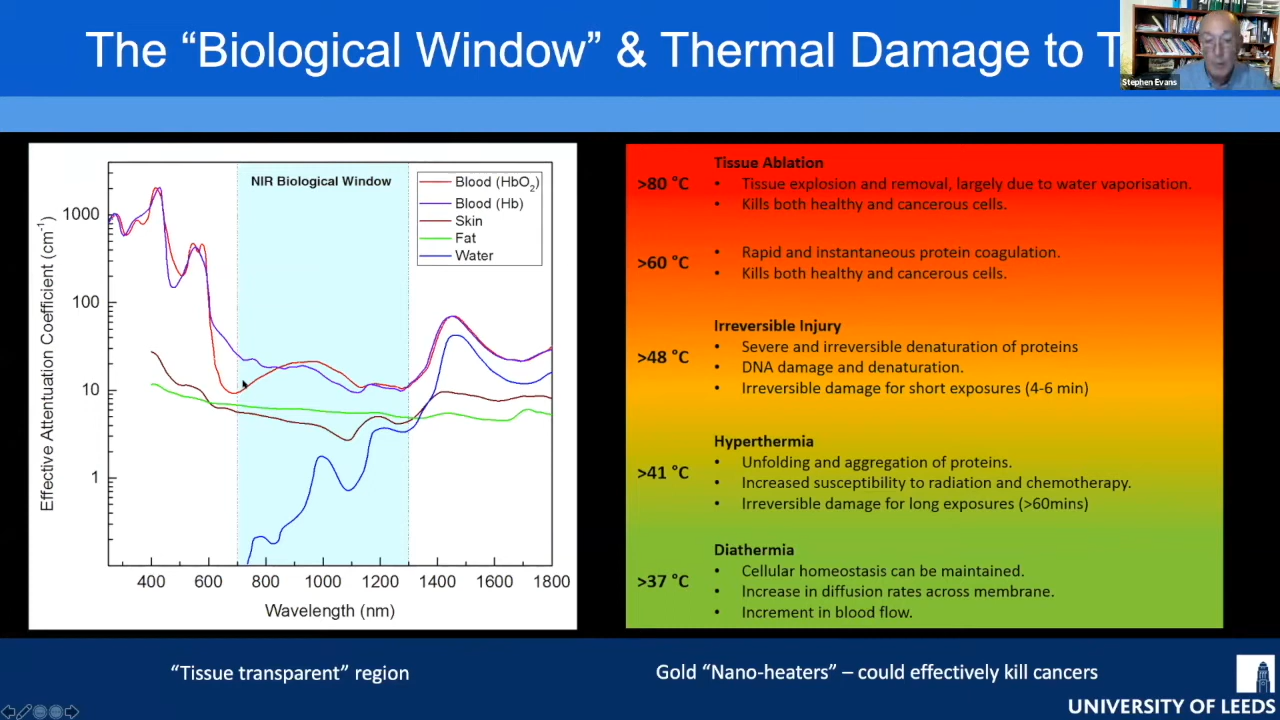 The “Biological Window” & Thermal Damage to T
Stephen Evans
NIR Biological Window
Blood (HbO2)
Blood (Hb)
Skin
Fat
Water
Effective Attentuation Coefficient (cm⁻¹)
1000
100
10
1
400 600 800 1000 1200 1400 1600 1800
Wavelength (nm)
Tissue Ablation
>80 °C
• Tissue explosion and removal, largely due to water vaporisation.
• Kills both healthy and cancerous cells.
>60 °C
• Rapid and instantaneous protein coagulation.
• Kills both healthy and cancerous cells.
Irreversible Injury
>48 °C
• Severe and irreversible denaturation of proteins
• DNA damage and denaturation.
• Irreversible damage for short exposures (4-6 min)
Hyperthermia
>41 °C
• Unfolding and aggregation of proteins.
• Increased susceptibility to radiation and chemotherapy.
• Irreversible damage for long exposures (>60mins)
Diathermia
>37 °C
• Cellular homeostasis can be maintained.
• Increase in diffusion rates across membrane.
• Increment in blood flow.
“Tissue transparent” region
Gold “Nano-heaters” – could effectively kill cancers
UNIVERSITY OF LEEDS